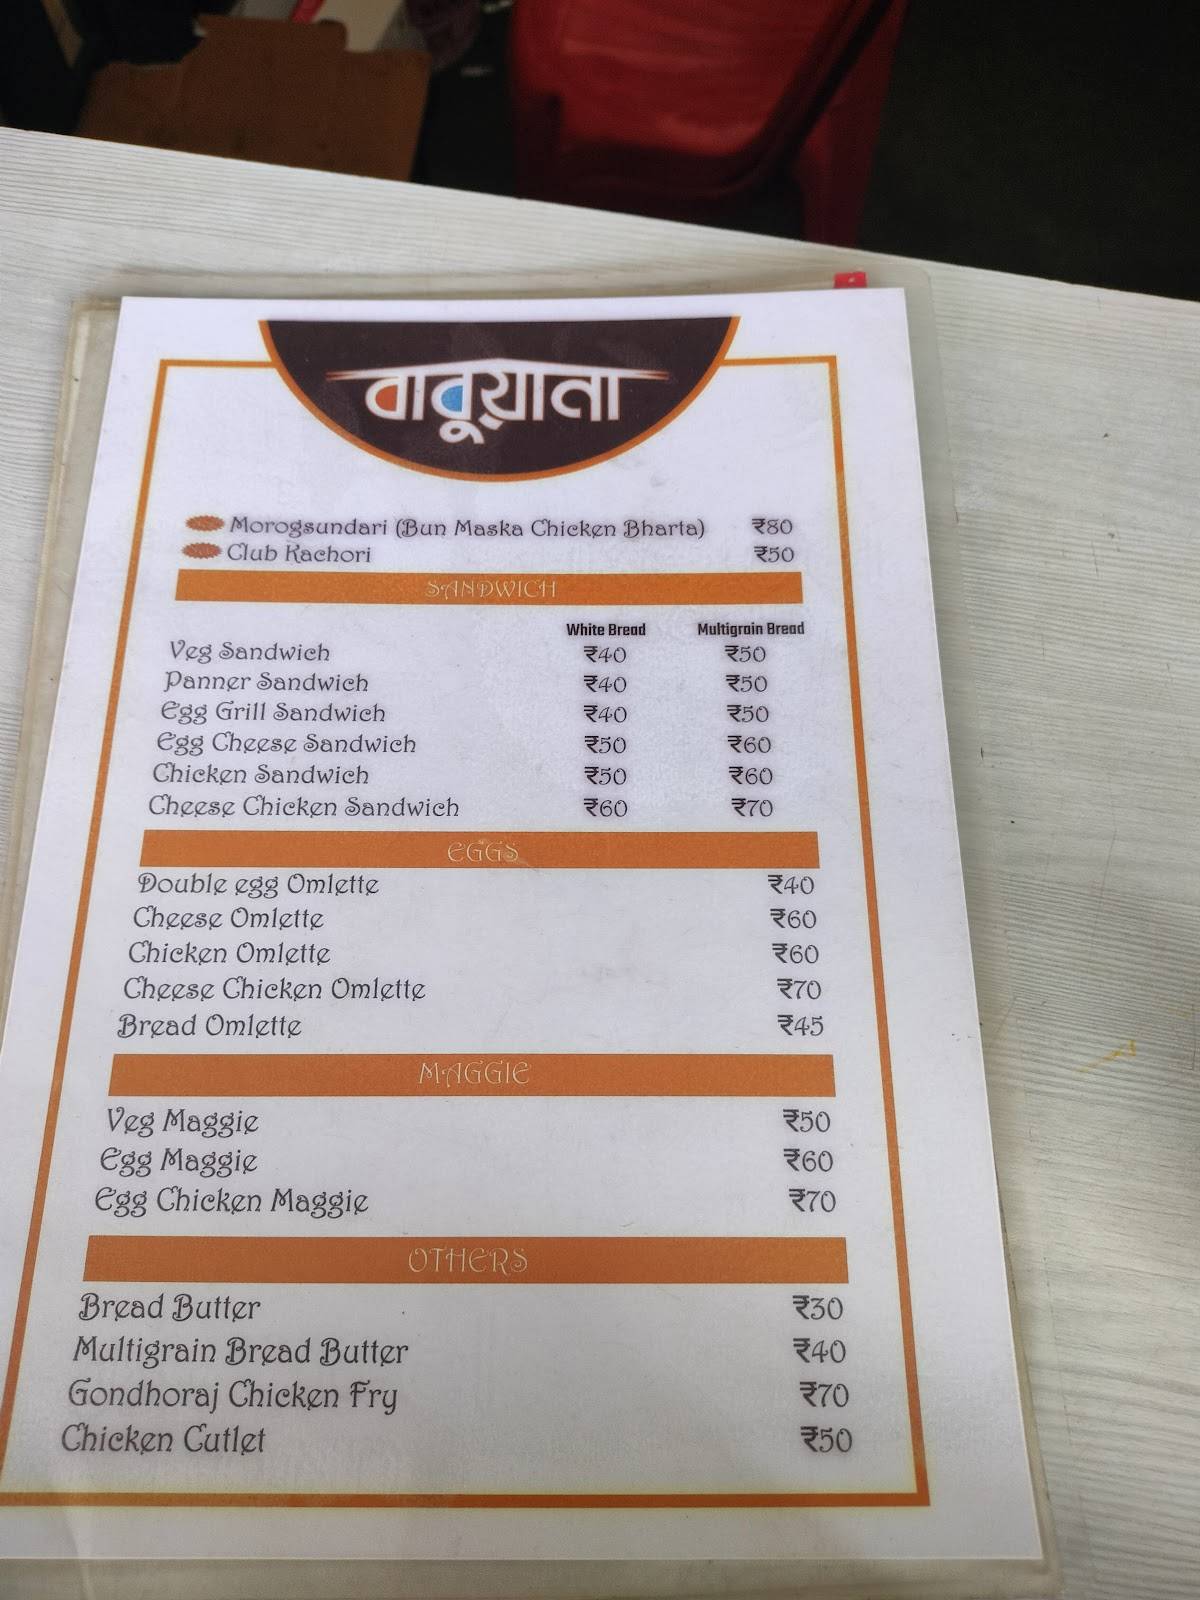 বাবুয়ানা
Morogsundari (Bun Maska Chicken Bharta) ₹80
Club Kachori ₹50
SANDWICH
White Bread Multigrain Bread
Veg Sandwich ₹40 ₹50
Panner Sandwich ₹40 ₹50
Egg Grill Sandwich ₹40 ₹50
Egg Cheese Sandwich ₹50 ₹60
Chicken Sandwich ₹50 ₹60
Cheese Chicken Sandwich ₹60 ₹70
EGGS
Double egg Omlette ₹40
Cheese Omlette ₹60
Chicken Omlette ₹60
Cheese Chicken Omlette ₹70
Bread Omlette ₹45
MAGGIE
Veg Maggie ₹50
Egg Maggie ₹60
Egg Chicken Maggie ₹70
OTHERS
Bread Butter ₹30
Multigrain Bread Butter ₹40
Gondhoraj Chicken Fry ₹70
Chicken Cutlet ₹50